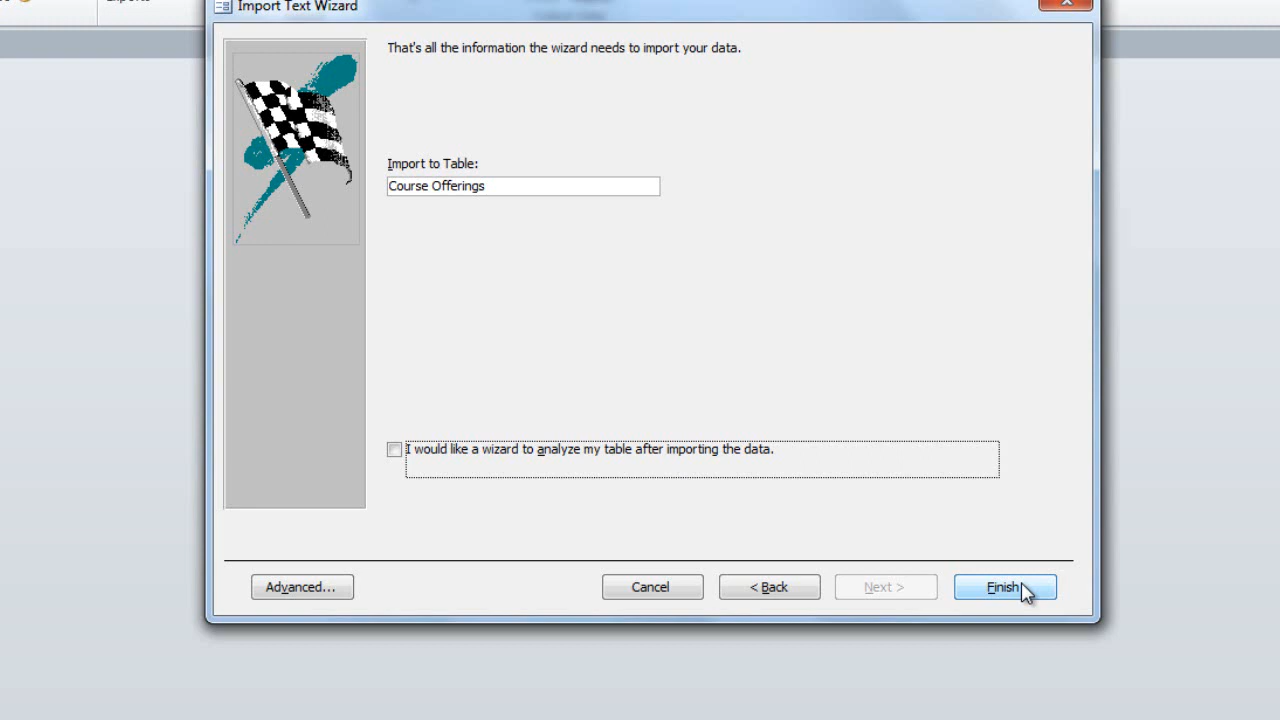 Import Text Wizard
That's all the information the wizard needs to import your data.
Import to Table:
Course Offerings
I would like a wizard to analyze my table after importing the data.
Advanced...
Cancel
< Back
Next >
Finish